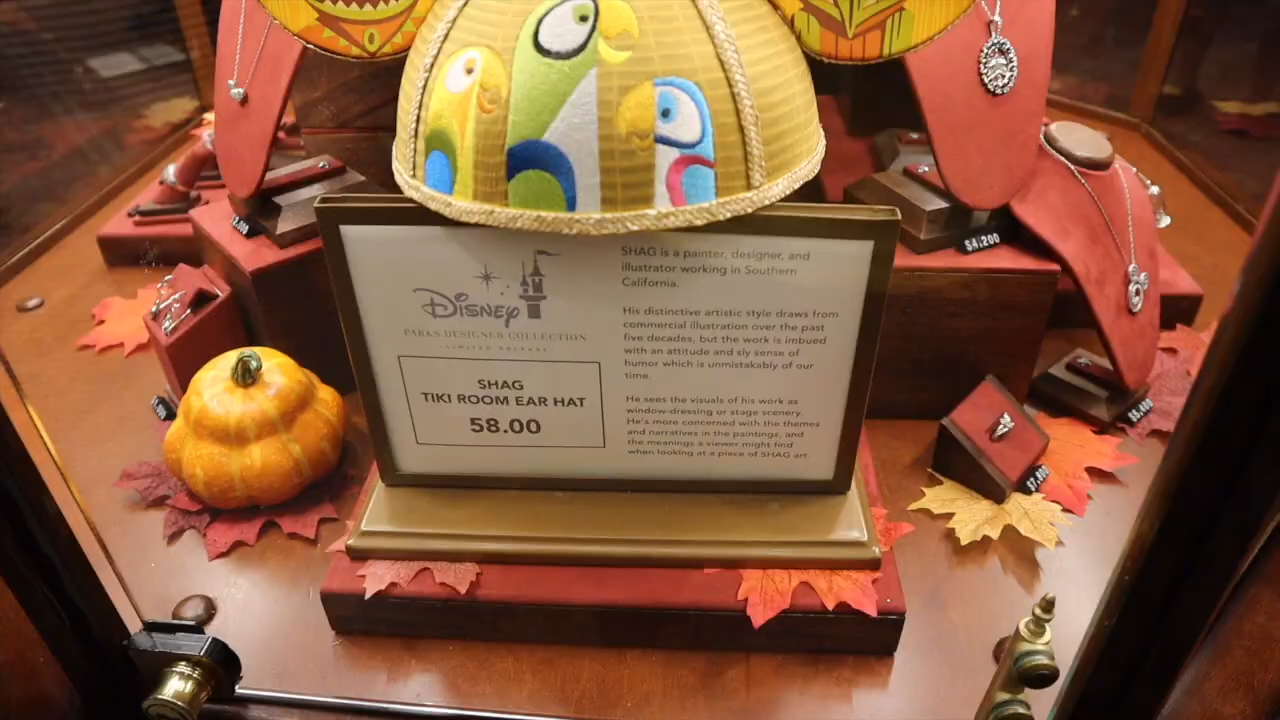 SHAG is a painter, designer, and
illustrator working in Southern
California.
His distinctive artistic style draws from
commercial illustration over the past
five decades, but the work is imbued
with an attitude and sly sense of
humor which is unmistakably of our
time.
He sees the visuals of his work as
window-dressing or stage scenery.
He's more concerned with the themes
and narratives in the paintings, and
the meanings a viewer might find
when looking at a piece of SHAG art.
Disney
PARKS DESIGNER COLLECTION
LIMITED RELEASE
SHAG
TIKI ROOM EAR HAT
58.00
$4,200
$7,800